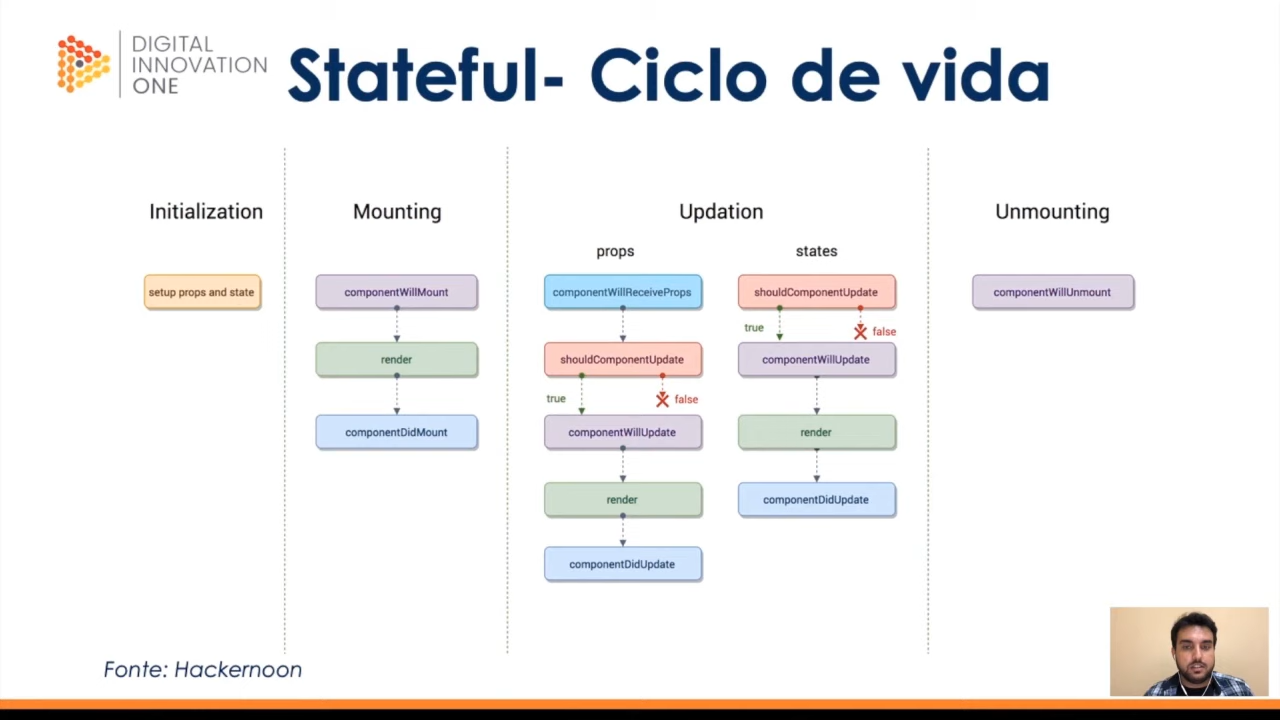 DIGITAL
INNOVATION
ONE
Stateful- Ciclo de vida
Initialization
setup props and state
Mounting
componentWillMount
render
componentDidMount
Updation
props
componentWillReceiveProps
shouldComponentUpdate
true
false
componentWillUpdate
render
componentDidUpdate
states
shouldComponentUpdate
true
false
componentWillUpdate
render
componentDidUpdate
Unmounting
componentWillUnmount
Fonte: Hackernoon